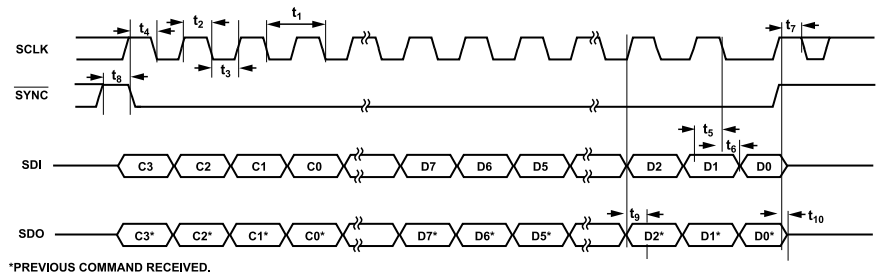 t4 t2 t1 t7
SCLK
t3
t8
SYNC
t5
t6
SDI C3 C2 C1 C0 D7 D6 D5 D2 D1 D0
t9 t10
SDO C3* C2* C1* C0* D7* D6* D5* D2* D1* D0*
*PREVIOUS COMMAND RECEIVED.